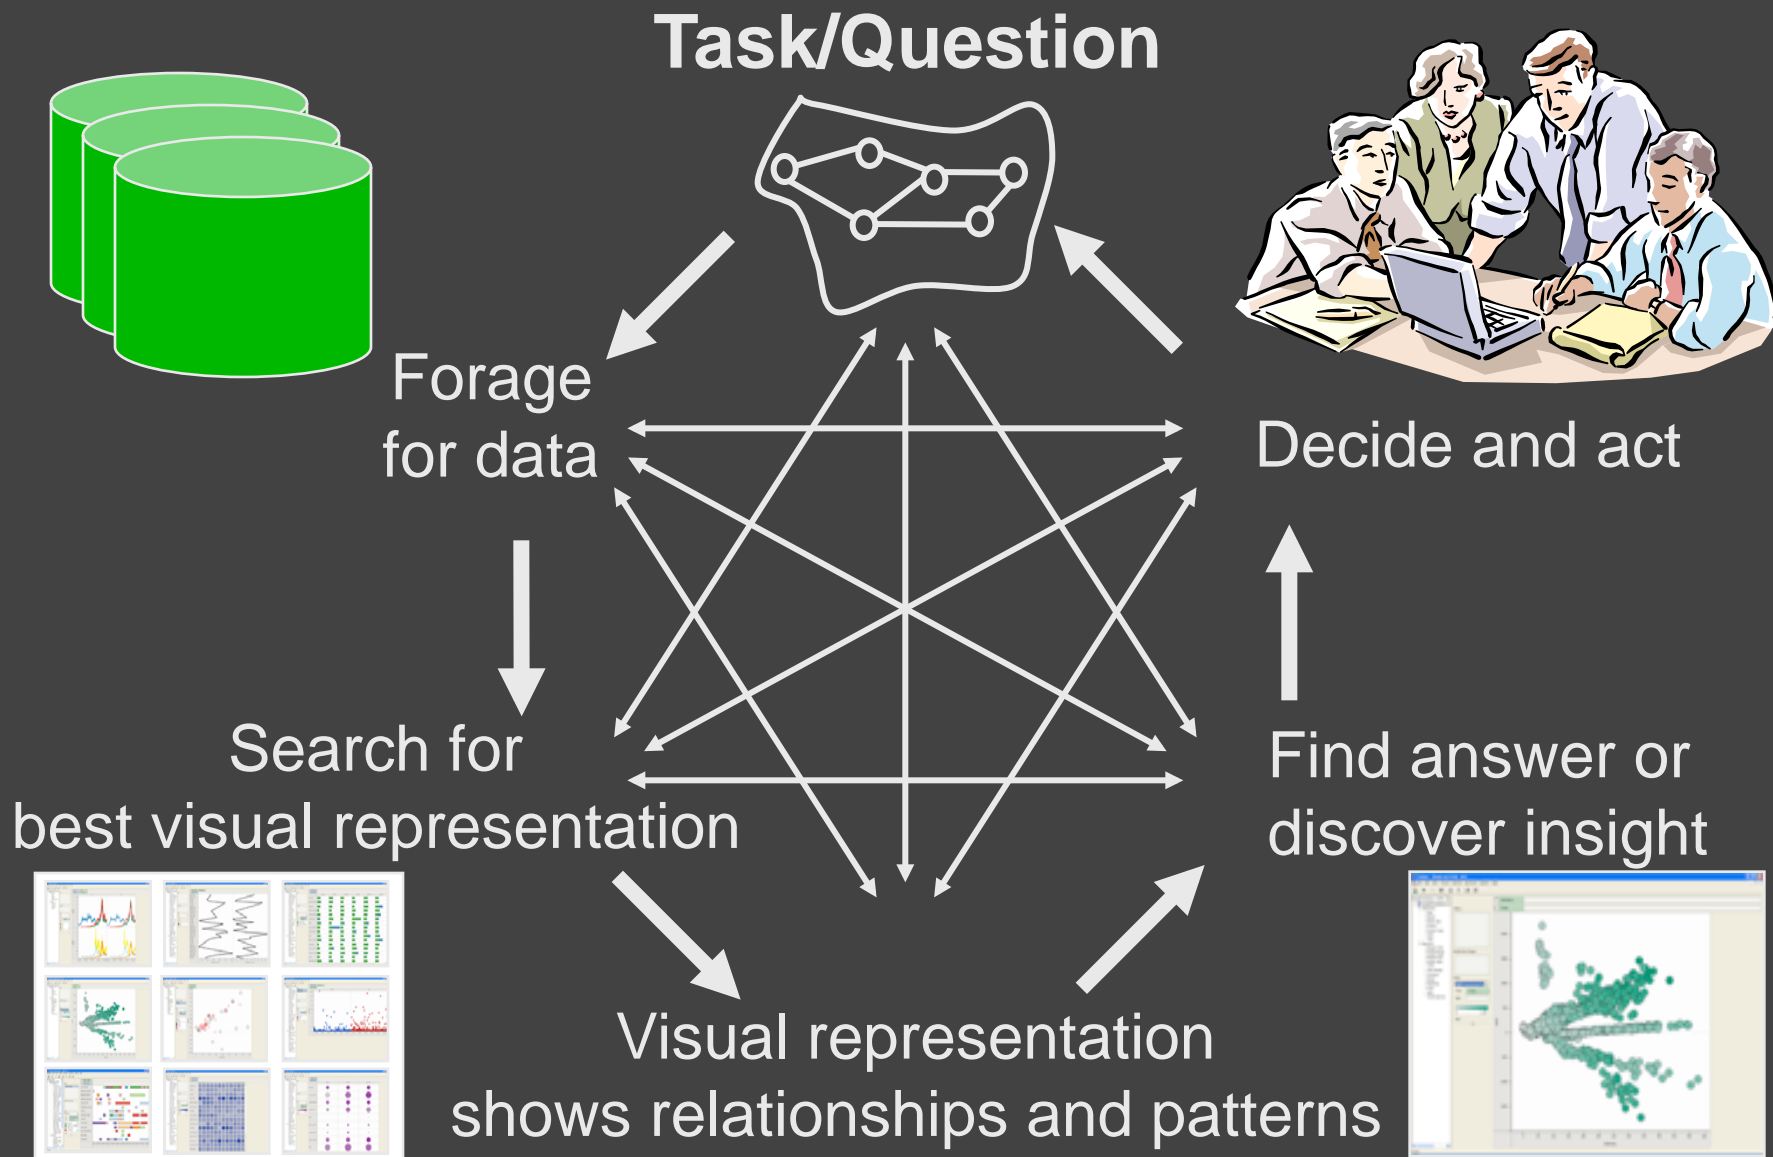 Task/Question
Forage
for data
Decide and act
Search for
best visual representation
Find answer or
discover insight
Visual representation
shows relationships and patterns